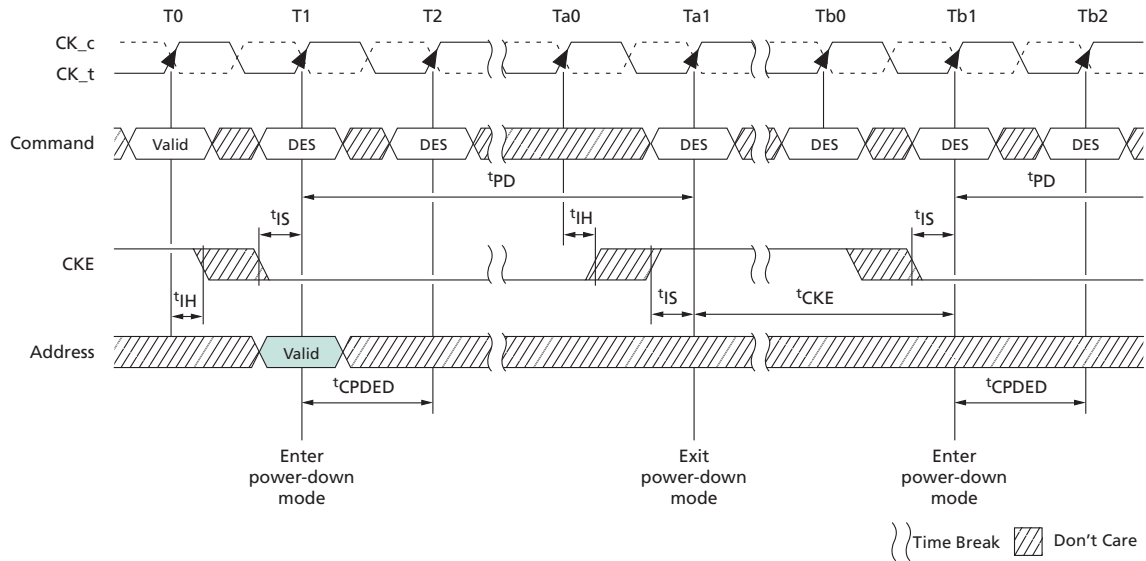 T0 T1 T2 Ta0 Ta1 Tb0 Tb1 Tb2
CK_c
CK_t
Command Valid DES DES DES DES DES DES
tPD tPD
tIS tIH tIS
CKE
tIH tIS tCKE
Address Valid
tCPDED tCPDED
Enter power-down mode
Exit power-down mode
Enter power-down mode
Time Break Don't Care